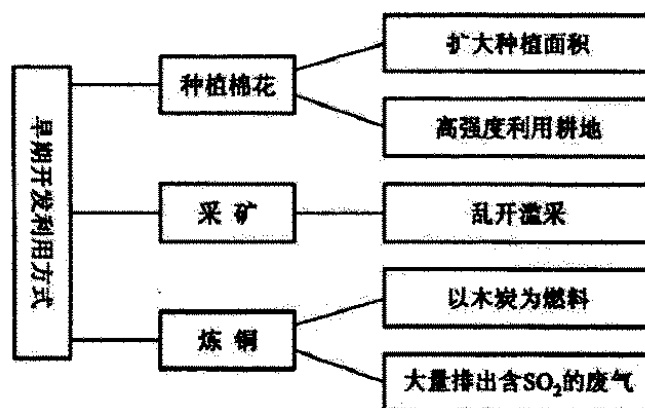 早期开发利用方式
种植棉花
扩大种植面积
高强度利用耕地
采 矿
乱开滥采
炼 铜
以木炭为燃料
大量排出含SO₂的废气